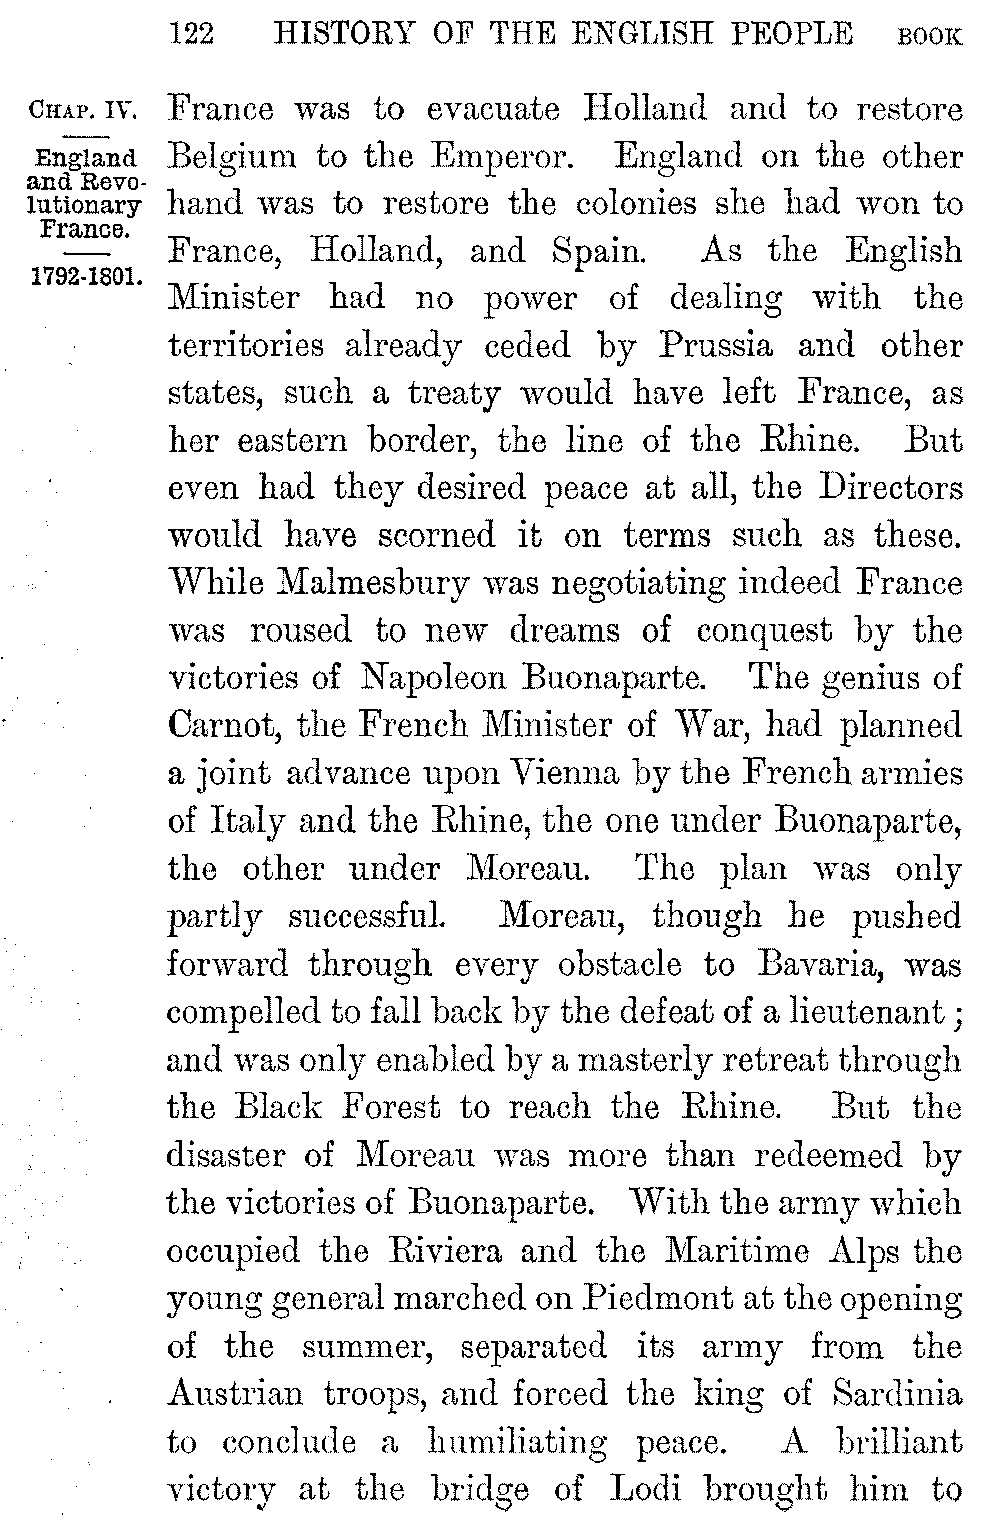 122 HISTORY OF THE ENGLISH PEOPLE BOOK
CHAP. IV.
England
and Revo-
lutionary
France.
1792-1801.
France was to evacuate Holland and to restore
Belgium to the Emperor. England on the other
hand was to restore the colonies she had won to
France, Holland, and Spain. As the English
Minister had no power of dealing with the
territories already ceded by Prussia and other
states, such a treaty would have left France, as
her eastern border, the line of the Rhine. But
even had they desired peace at all, the Directors
would have scorned it on terms such as these.
While Malmesbury was negotiating indeed France
was roused to new dreams of conquest by the
victories of Napoleon Buonaparte. The genius of
Carnot, the French Minister of War, had planned
a joint advance upon Vienna by the French armies
of Italy and the Rhine, the one under Buonaparte,
the other under Moreau. The plan was only
partly successful. Moreau, though he pushed
forward through every obstacle to Bavaria, was
compelled to fall back by the defeat of a lieutenant ;
and was only enabled by a masterly retreat through
the Black Forest to reach the Rhine. But the
disaster of Moreau was more than redeemed by
the victories of Buonaparte. With the army which
occupied the Riviera and the Maritime Alps the
young general marched on Piedmont at the opening
of the summer, separated its army from the
Austrian troops, and forced the king of Sardinia
to conclude a humiliating peace. A brilliant
victory at the bridge of Lodi brought him to